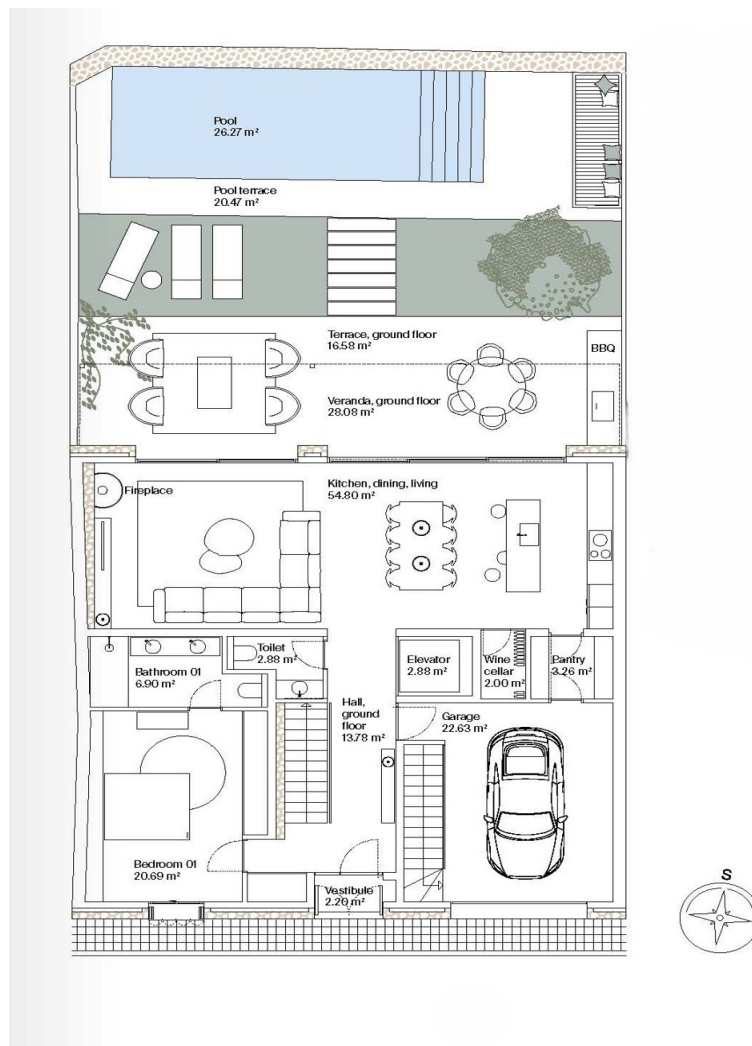 Pool
26.27 m²
Pool terrace
20.47 m²
Terrace, ground floor
16.58 m²
BBQ
Veranda, ground floor
28.08 m²
Kitchen, dining, living
54.80 m²
Fireplace
Toilet
2.88 m²
Bathroom 01
6.90 m²
Elevator
2.88 m²
Wine
cellar
2.00 m²
Pantry
3.26 m²
Hall,
ground
floor
13.78 m²
Garage
22.63 m²
Bedroom 01
20.69 m²
Vestibule
2.20 m²
S